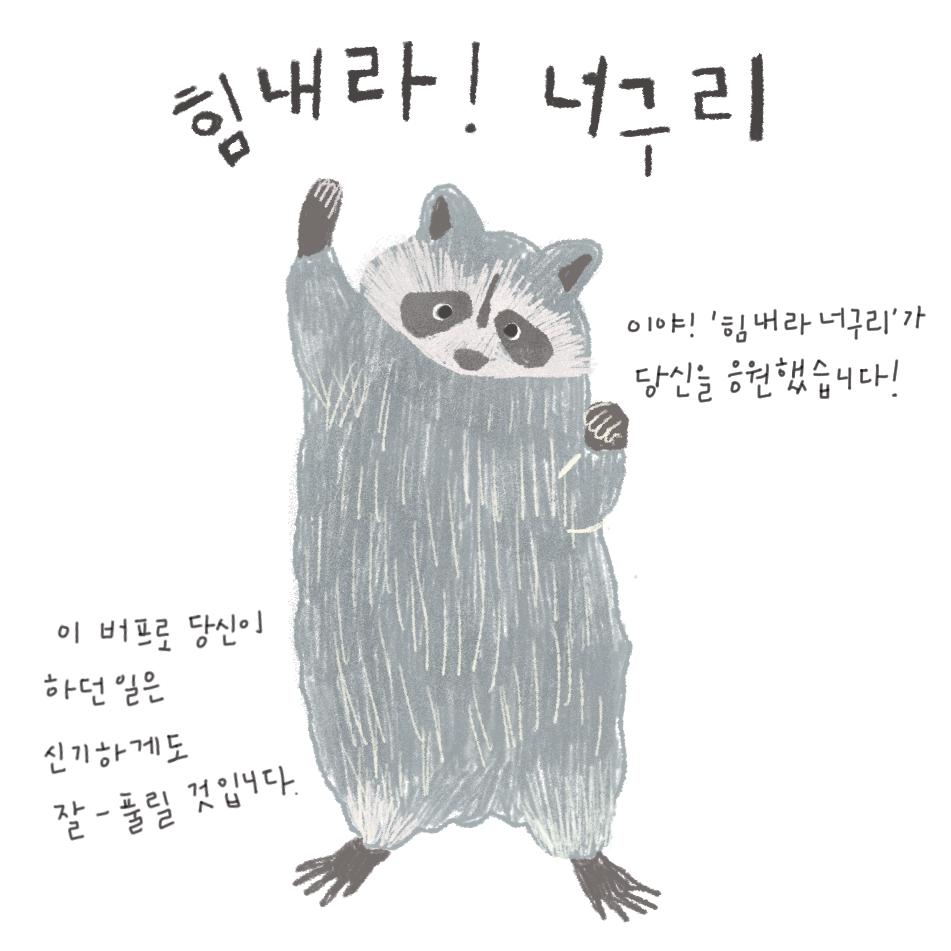 힘내라! 너구리
이야! '힘내라 너구리'가
당신을 응원했습니다!
이 버프로 당신이
하던 일은
신기하게도
잘-풀릴 것입니다.